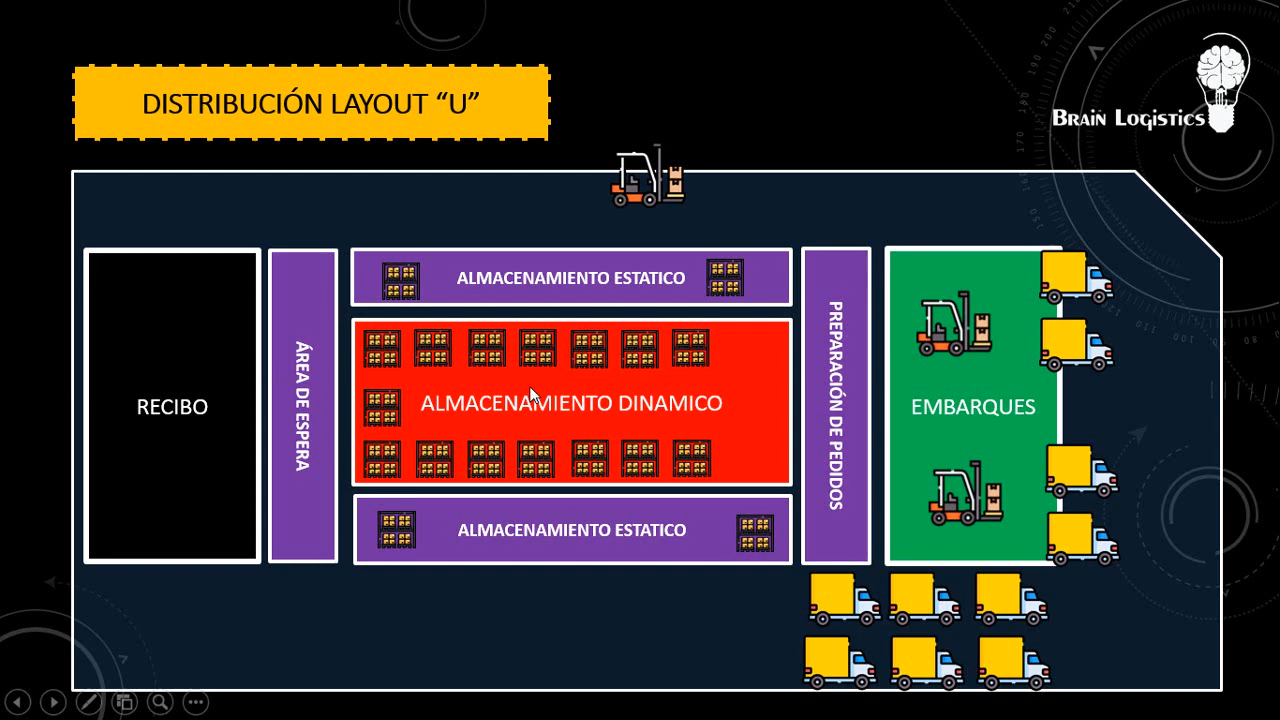 DISTRIBUCIÓN LAYOUT “U”
BRAIN LOGISTICS
RECIBO
ÁREA DE ESPERA
ALMACENAMIENTO ESTATICO
ALMACENAMIENTO DINAMICO
ALMACENAMIENTO ESTATICO
PREPARACIÓN DE PEDIDOS
EMBARQUES